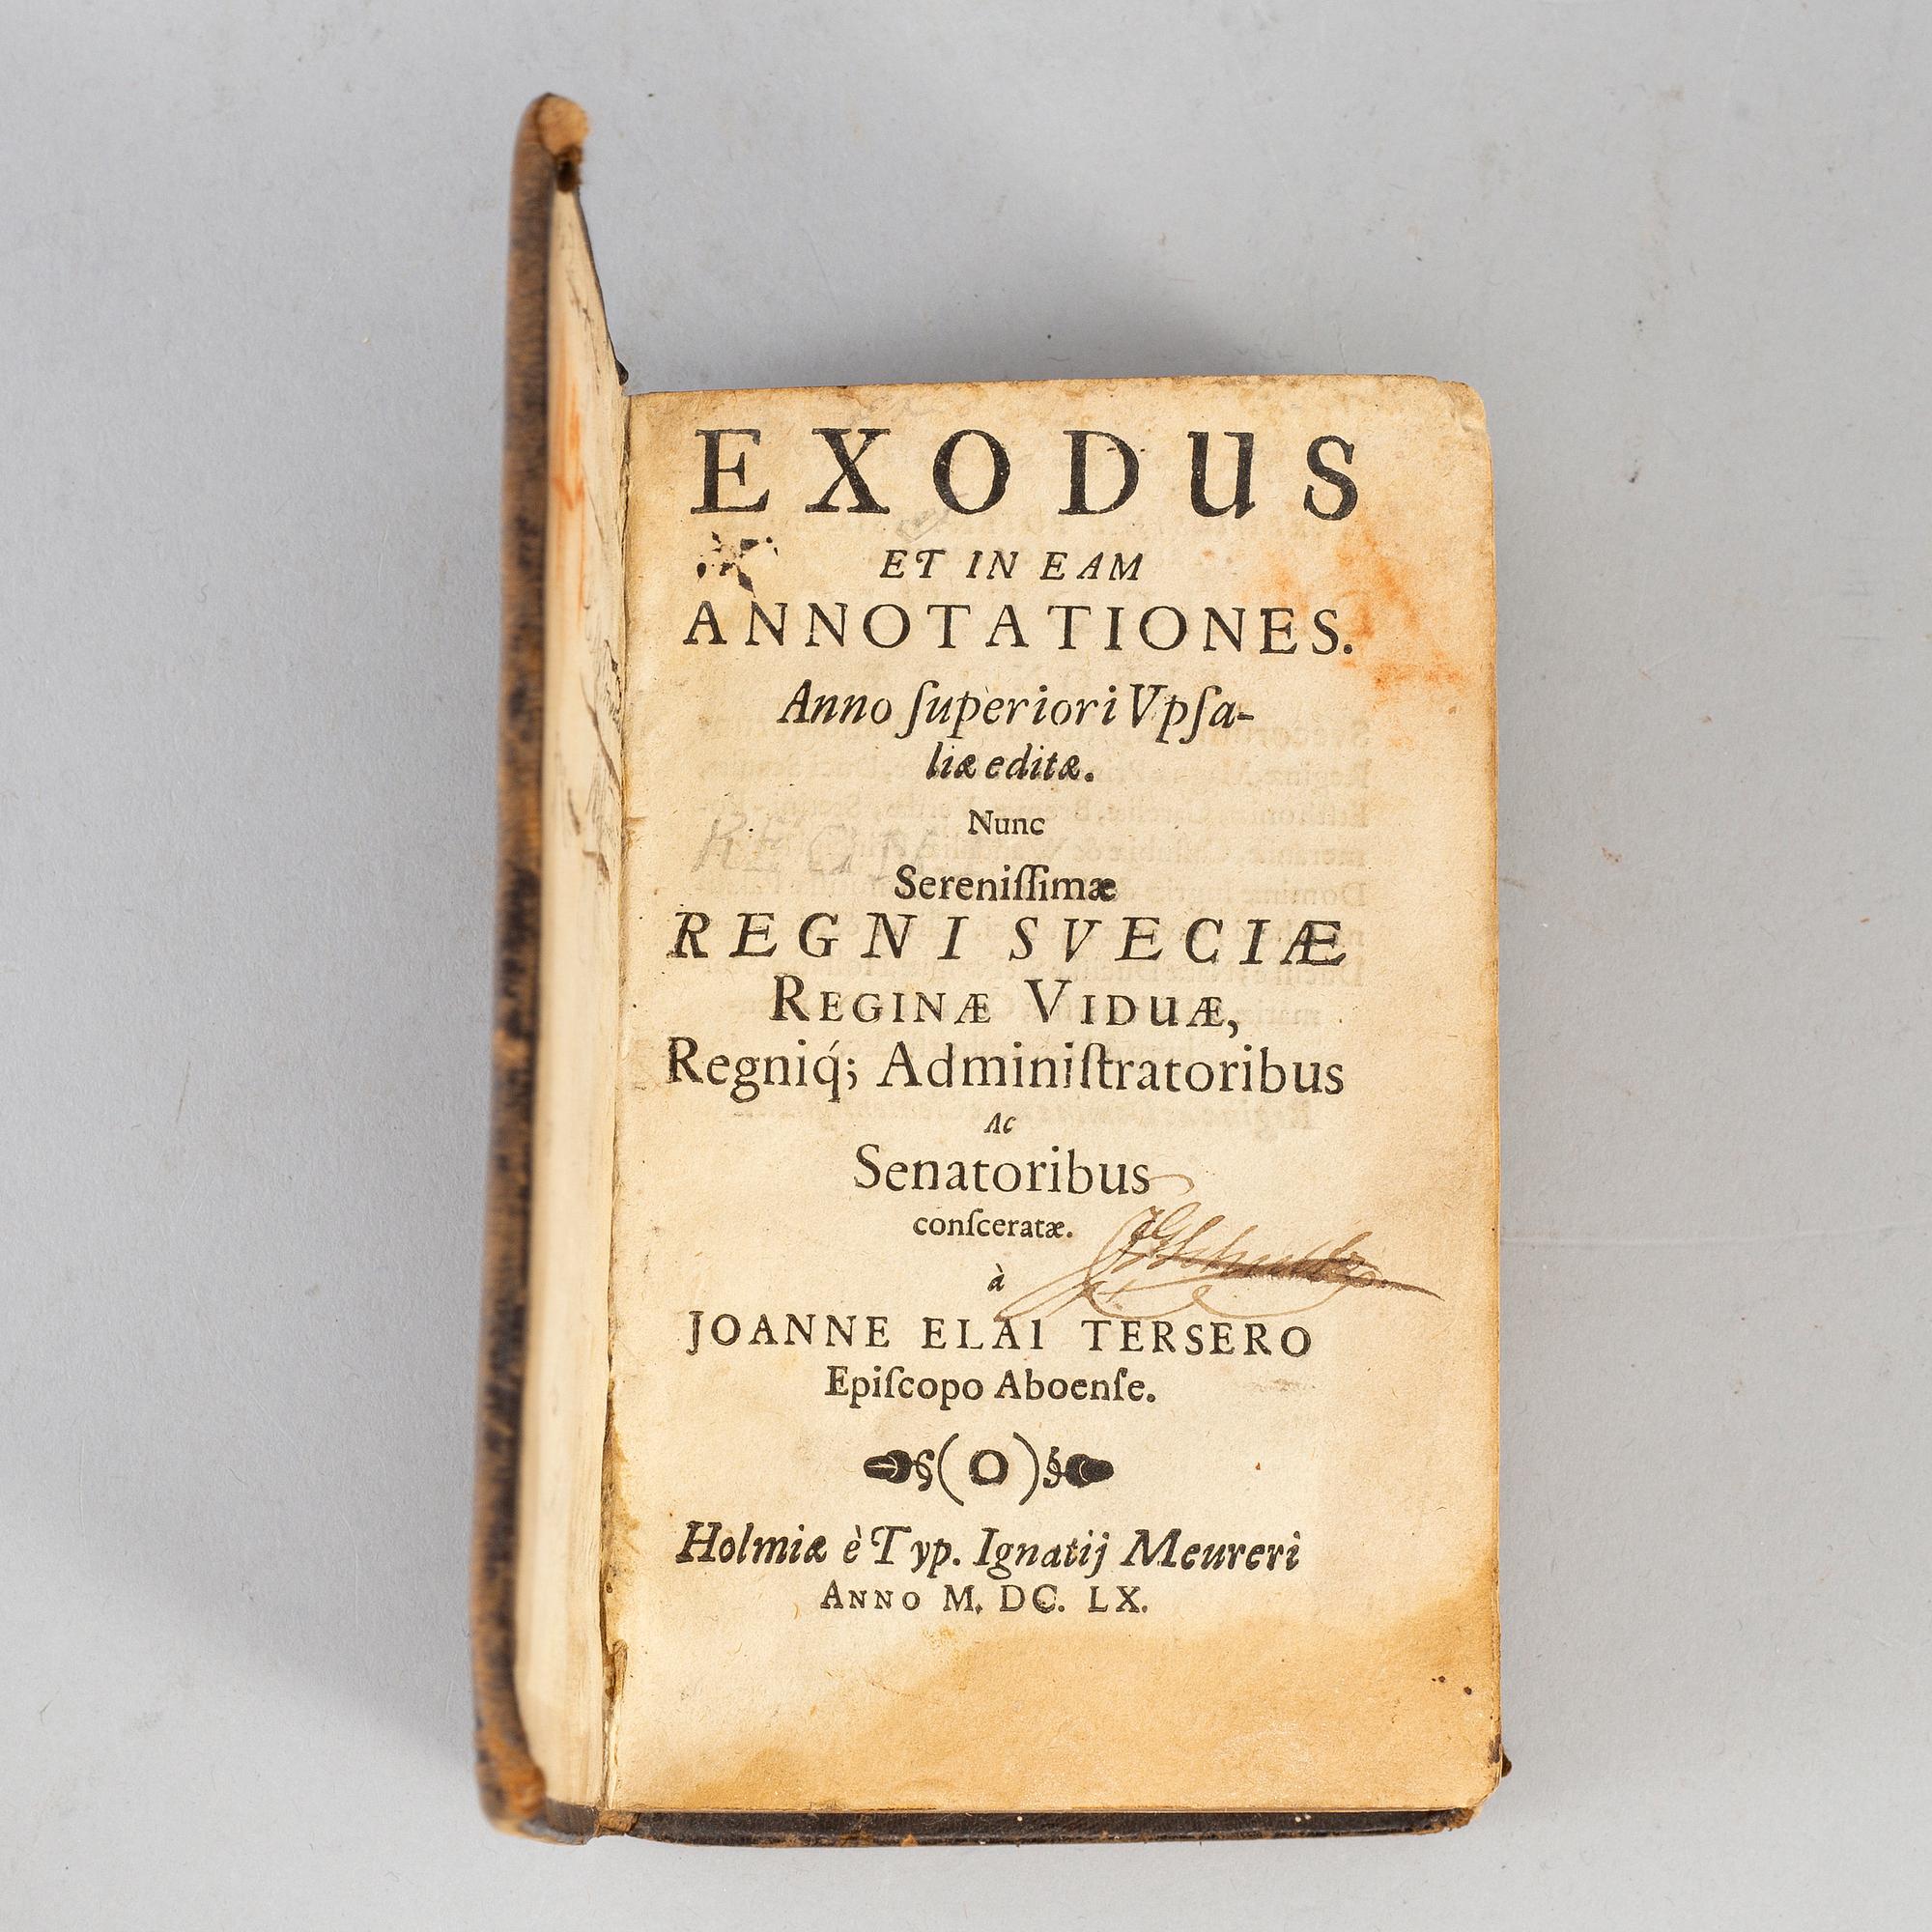 EXODUS
ET IN EAM
ANNOTATIONES.
Anno ſuperiori Vpſa-
liæ editæ.
Nunc
Sereniſſimæ
REGNI SVECIÆ
REGINÆ VIDUÆ,
Regniq́; Adminiſtratoribus
Ac
Senatoribus
conſceratæ.
à
JOANNE ELAI TERSERO
Epiſcopo Aboenſe.
§( O )§
Holmiæ è Typ. Ignatij Meureri
ANNO M. DC. LX.